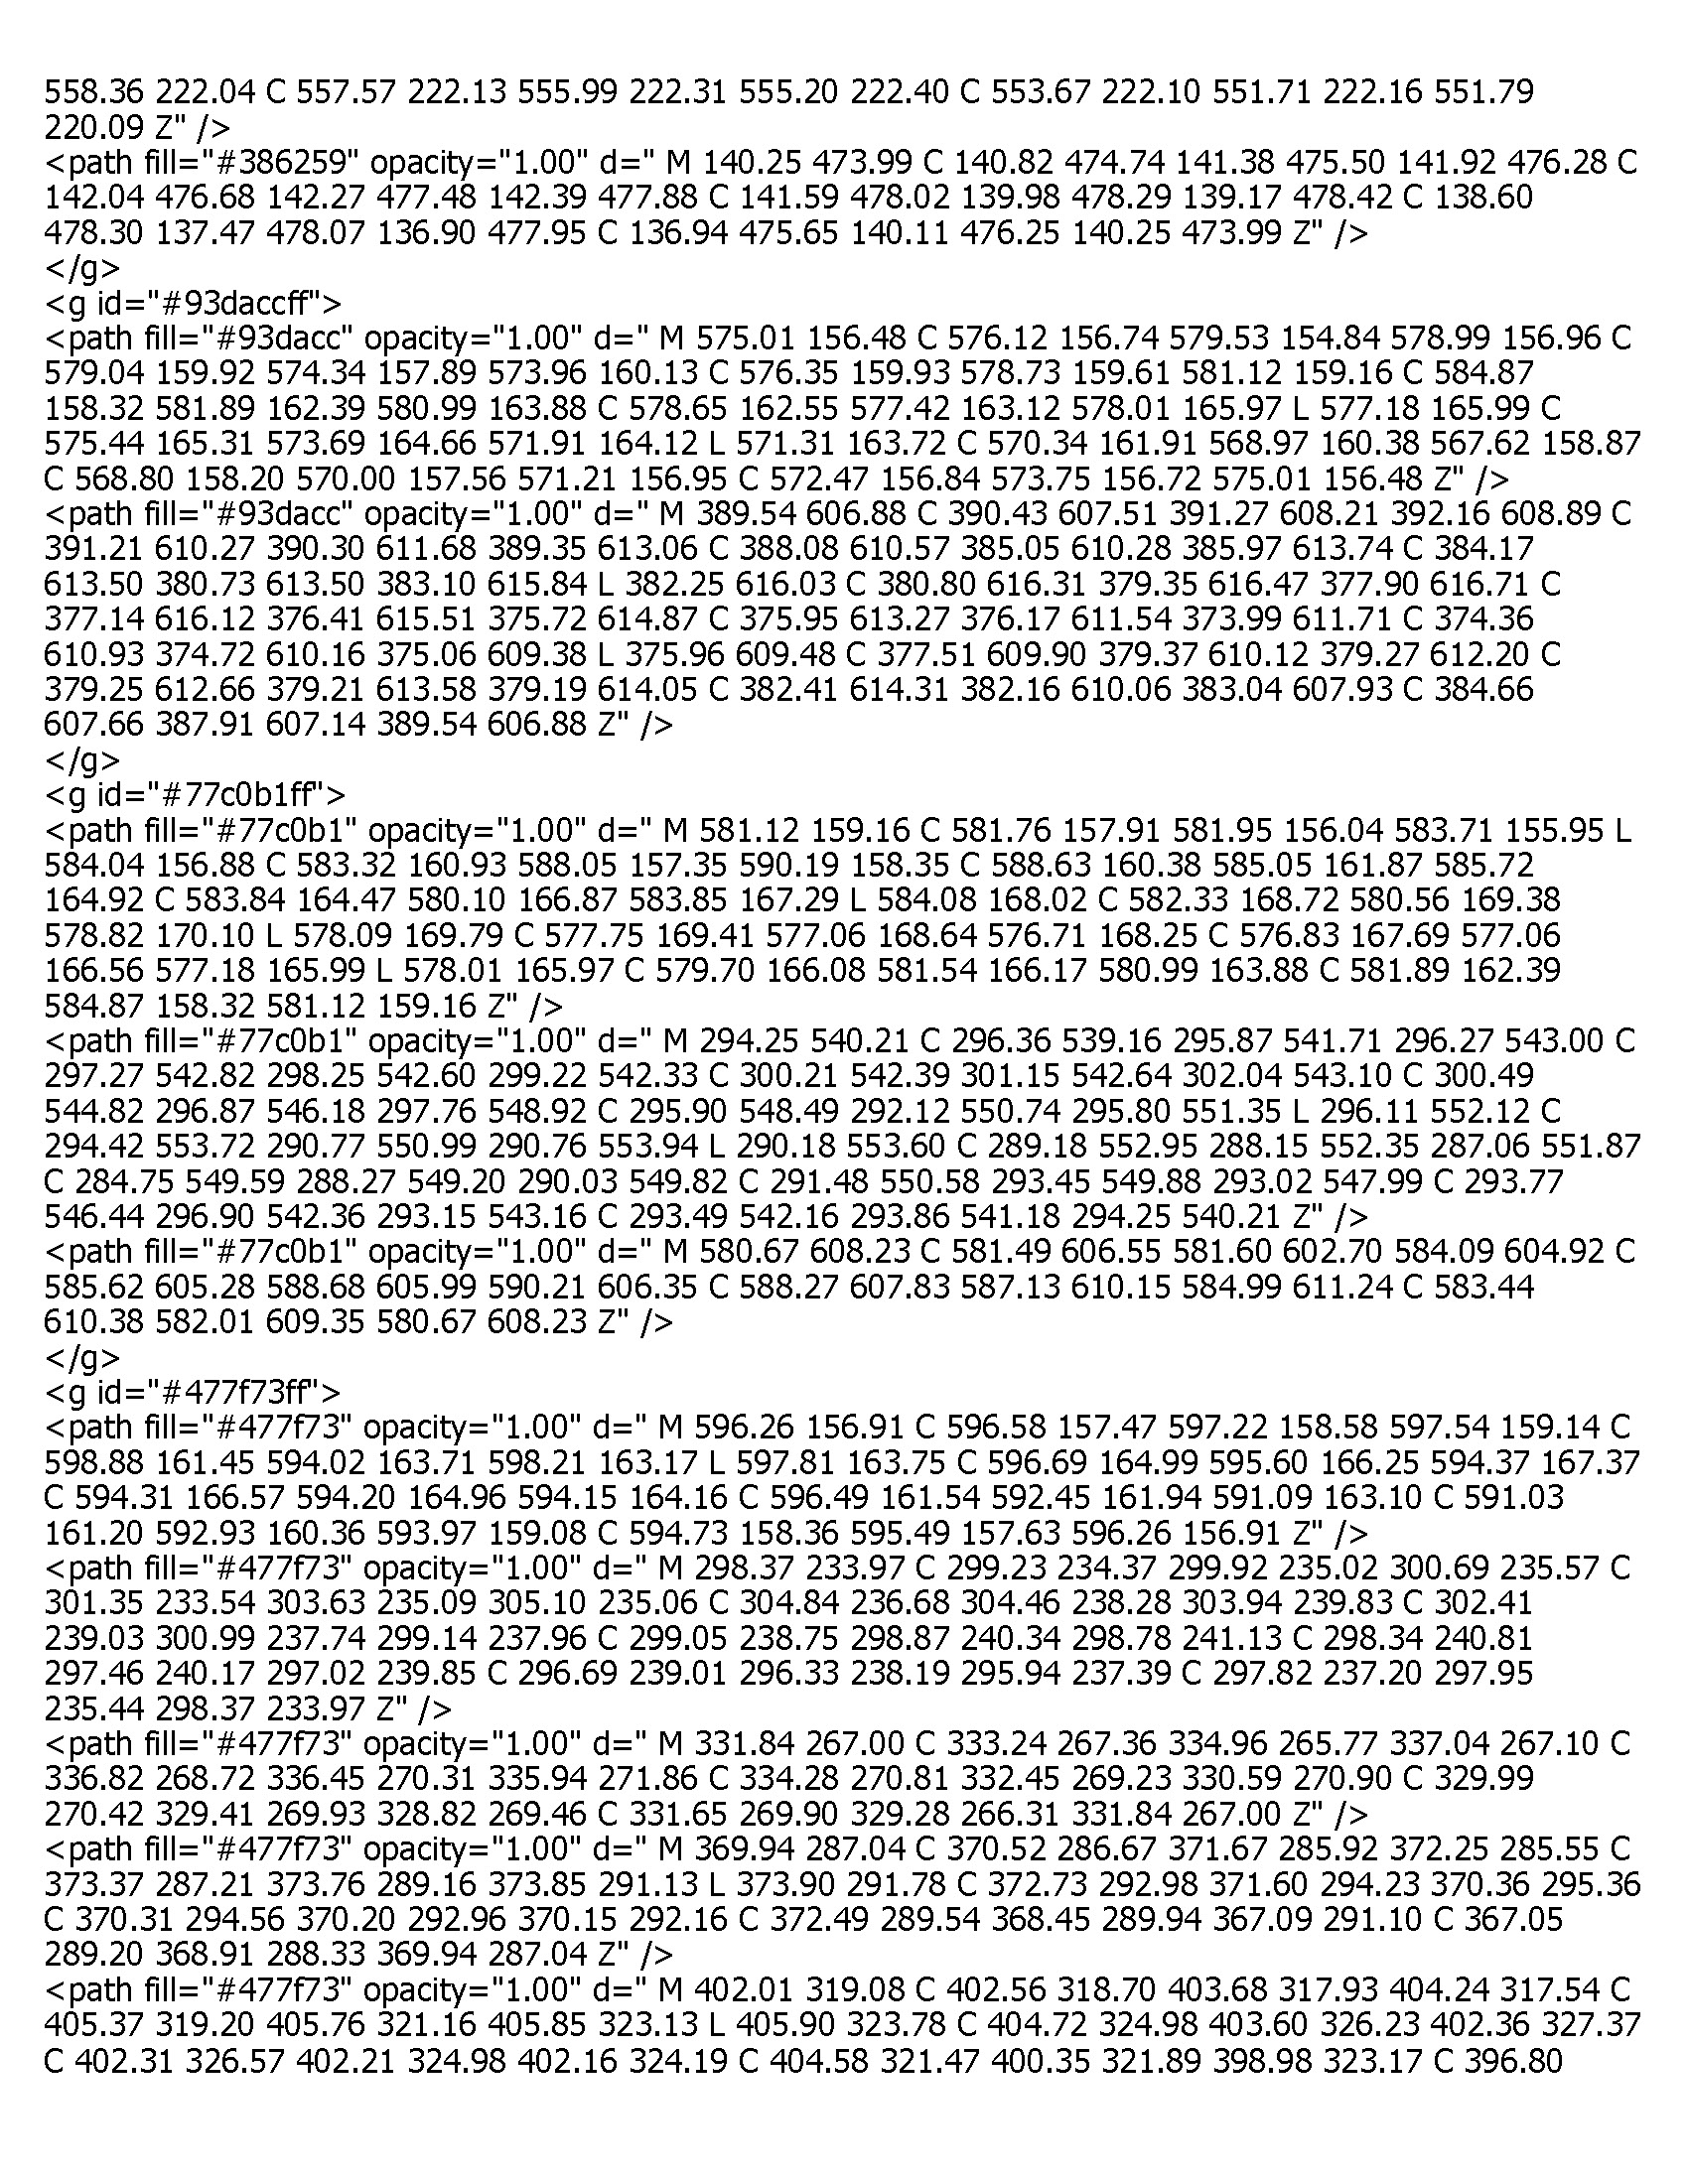 558.36 222.04 C 557.57 222.13 555.99 222.31 555.20 222.40 C 553.67 222.10 551.71 222.16 551.79
220.09 Z" />
<path fill="#386259" opacity="1.00" d=" M 140.25 473.99 C 140.82 474.74 141.38 475.50 141.92 476.28 C
142.04 476.68 142.27 477.48 142.39 477.88 C 141.59 478.02 139.98 478.29 139.17 478.42 C 138.60
478.30 137.47 478.07 136.90 477.95 C 136.94 475.65 140.11 476.25 140.25 473.99 Z" />
</g>
<g id="#93daccff">
<path fill="#93dacc" opacity="1.00" d=" M 575.01 156.48 C 576.12 156.74 579.53 154.84 578.99 156.96 C
579.04 159.92 574.34 157.89 573.96 160.13 C 576.35 159.93 578.73 159.61 581.12 159.16 C 584.87
158.32 581.89 162.39 580.99 163.88 C 578.65 162.55 577.42 163.12 578.01 165.97 L 577.18 165.99 C
575.44 165.31 573.69 164.66 571.91 164.12 L 571.31 163.72 C 570.34 161.91 568.97 160.38 567.62 158.87
C 568.80 158.20 570.00 157.56 571.21 156.95 C 572.47 156.84 573.75 156.72 575.01 156.48 Z" />
<path fill="#93dacc" opacity="1.00" d=" M 389.54 606.88 C 390.43 607.51 391.27 608.21 392.16 608.89 C
391.21 610.27 390.30 611.68 389.35 613.06 C 388.08 610.57 385.05 610.28 385.97 613.74 C 384.17
613.50 380.73 613.50 383.10 615.84 L 382.25 616.03 C 380.80 616.31 379.35 616.47 377.90 616.71 C
377.14 616.12 376.41 615.51 375.72 614.87 C 375.95 613.27 376.17 611.54 373.99 611.71 C 374.36
610.93 374.72 610.16 375.06 609.38 L 375.96 609.48 C 377.51 609.90 379.37 610.12 379.27 612.20 C
379.25 612.66 379.21 613.58 379.19 614.05 C 382.41 614.31 382.16 610.06 383.04 607.93 C 384.66
607.66 387.91 607.14 389.54 606.88 Z" />
</g>
<g id="#77c0b1ff">
<path fill="#77c0b1" opacity="1.00" d=" M 581.12 159.16 C 581.76 157.91 581.95 156.04 583.71 155.95 L
584.04 156.88 C 583.32 160.93 588.05 157.35 590.19 158.35 C 588.63 160.38 585.05 161.87 585.72
164.92 C 583.84 164.47 580.10 166.87 583.85 167.29 L 584.08 168.02 C 582.33 168.72 580.56 169.38
578.82 170.10 L 578.09 169.79 C 577.75 169.41 577.06 168.64 576.71 168.25 C 576.83 167.69 577.06
166.56 577.18 165.99 L 578.01 165.97 C 579.70 166.08 581.54 166.17 580.99 163.88 C 581.89 162.39
584.87 158.32 581.12 159.16 Z" />
<path fill="#77c0b1" opacity="1.00" d=" M 294.25 540.21 C 296.36 539.16 295.87 541.71 296.27 543.00 C
297.27 542.82 298.25 542.60 299.22 542.33 C 300.21 542.39 301.15 542.64 302.04 543.10 C 300.49
544.82 296.87 546.18 297.76 548.92 C 295.90 548.49 292.12 550.74 295.80 551.35 L 296.11 552.12 C
294.42 553.72 290.77 550.99 290.76 553.94 L 290.18 553.60 C 289.18 552.95 288.15 552.35 287.06 551.87
C 284.75 549.59 288.27 549.20 290.03 549.82 C 291.48 550.58 293.45 549.88 293.02 547.99 C 293.77
546.44 296.90 542.36 293.15 543.16 C 293.49 542.16 293.86 541.18 294.25 540.21 Z" />
<path fill="#77c0b1" opacity="1.00" d=" M 580.67 608.23 C 581.49 606.55 581.60 602.70 584.09 604.92 C
585.62 605.28 588.68 605.99 590.21 606.35 C 588.27 607.83 587.13 610.15 584.99 611.24 C 583.44
610.38 582.01 609.35 580.67 608.23 Z" />
</g>
<g id="#477f73ff">
<path fill="#477f73" opacity="1.00" d=" M 596.26 156.91 C 596.58 157.47 597.22 158.58 597.54 159.14 C
598.88 161.45 594.02 163.71 598.21 163.17 L 597.81 163.75 C 596.69 164.99 595.60 166.25 594.37 167.37
C 594.31 166.57 594.20 164.96 594.15 164.16 C 596.49 161.54 592.45 161.94 591.09 163.10 C 591.03
161.20 592.93 160.36 593.97 159.08 C 594.73 158.36 595.49 157.63 596.26 156.91 Z" />
<path fill="#477f73" opacity="1.00" d=" M 298.37 233.97 C 299.23 234.37 299.92 235.02 300.69 235.57 C
301.35 233.54 303.63 235.09 305.10 235.06 C 304.84 236.68 304.46 238.28 303.94 239.83 C 302.41
239.03 300.99 237.74 299.14 237.96 C 299.05 238.75 298.87 240.34 298.78 241.13 C 298.34 240.81
297.46 240.17 297.02 239.85 C 296.69 239.01 296.33 238.19 295.94 237.39 C 297.82 237.20 297.95
235.44 298.37 233.97 Z" />
<path fill="#477f73" opacity="1.00" d=" M 331.84 267.00 C 333.24 267.36 334.96 265.77 337.04 267.10 C
336.82 268.72 336.45 270.31 335.94 271.86 C 334.28 270.81 332.45 269.23 330.59 270.90 C 329.99
270.42 329.41 269.93 328.82 269.46 C 331.65 269.90 329.28 266.31 331.84 267.00 Z" />
<path fill="#477f73" opacity="1.00" d=" M 369.94 287.04 C 370.52 286.67 371.67 285.92 372.25 285.55 C
373.37 287.21 373.76 289.16 373.85 291.13 L 373.90 291.78 C 372.73 292.98 371.60 294.23 370.36 295.36
C 370.31 294.56 370.20 292.96 370.15 292.16 C 372.49 289.54 368.45 289.94 367.09 291.10 C 367.05
289.20 368.91 288.33 369.94 287.04 Z" />
<path fill="#477f73" opacity="1.00" d=" M 402.01 319.08 C 402.56 318.70 403.68 317.93 404.24 317.54 C
405.37 319.20 405.76 321.16 405.85 323.13 L 405.90 323.78 C 404.72 324.98 403.60 326.23 402.36 327.37
C 402.31 326.57 402.21 324.98 402.16 324.19 C 404.58 321.47 400.35 321.89 398.98 323.17 C 396.80